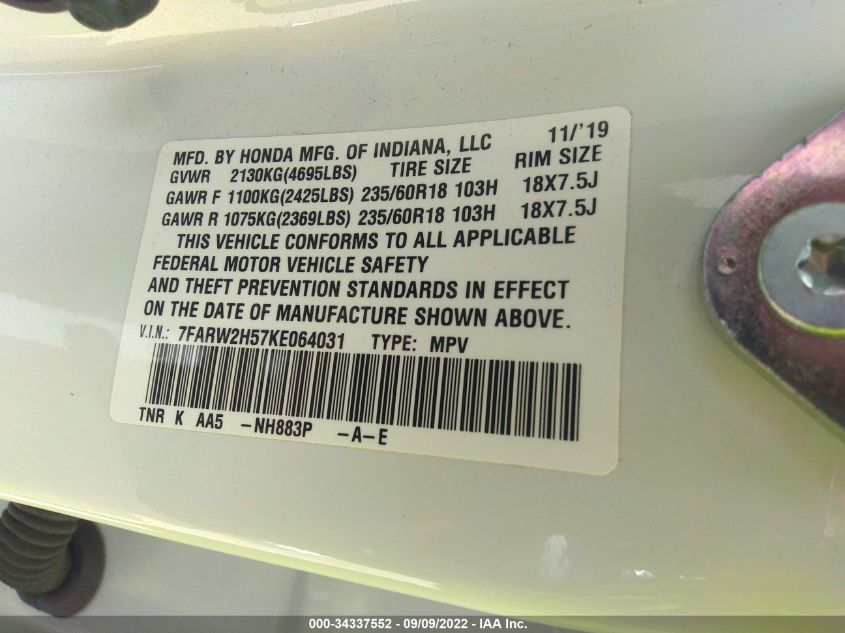 MFD. BY HONDA MFG. OF INDIANA, LLC 11/'19
GVWR 2130KG(4695LBS) TIRE SIZE RIM SIZE
GAWR F 1100KG(2425LBS) 235/60R18 103H 18X7.5J
GAWR R 1075KG(2369LBS) 235/60R18 103H 18X7.5J
THIS VEHICLE CONFORMS TO ALL APPLICABLE
FEDERAL MOTOR VEHICLE SAFETY
AND THEFT PREVENTION STANDARDS IN EFFECT
ON THE DATE OF MANUFACTURE SHOWN ABOVE.
V.I.N.: 7FARW2H57KE064031 TYPE: MPV
TNR K AA5 -NH883P -A-E
000-34337552 / 09/09/2022 - IAA Inc.